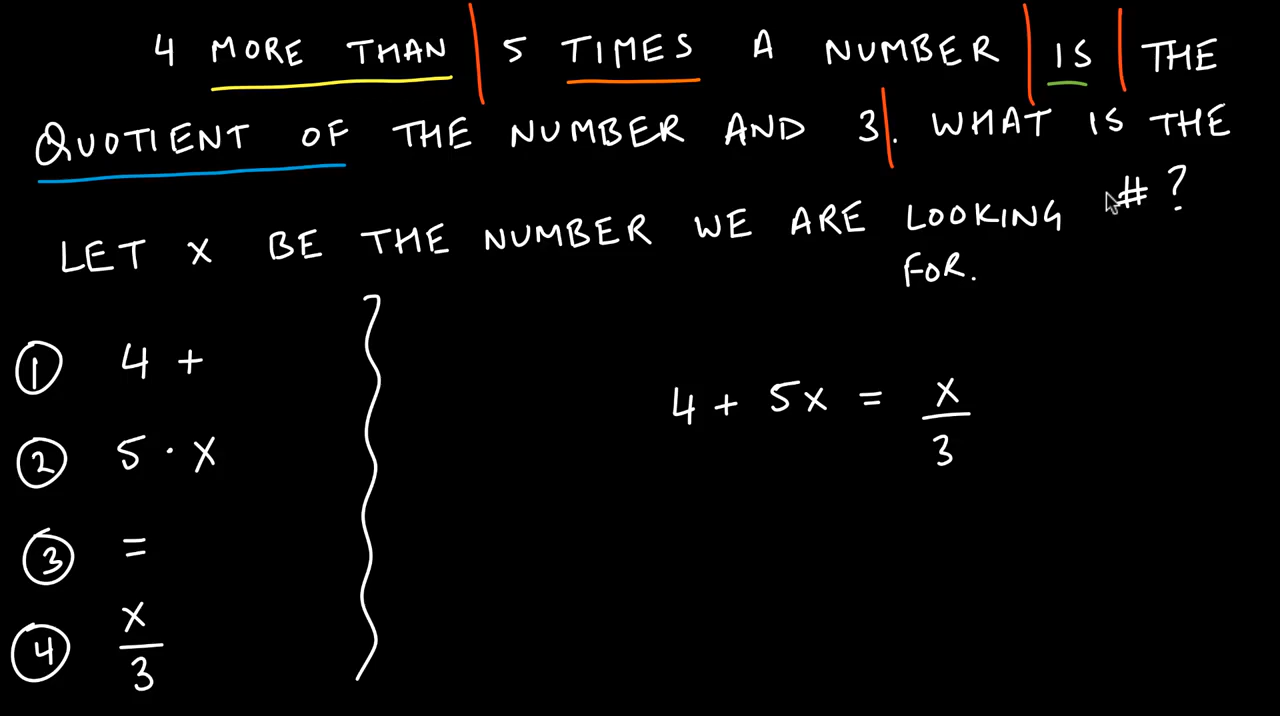 4 MORE THAN 5 TIMES A NUMBER IS THE
QUOTIENT OF THE NUMBER AND 3. WHAT IS THE
# ?
LET X BE THE NUMBER WE ARE LOOKING
FOR.
① 4 +
② 5 · X
③ =
④ X/3
4 + 5X = X/3